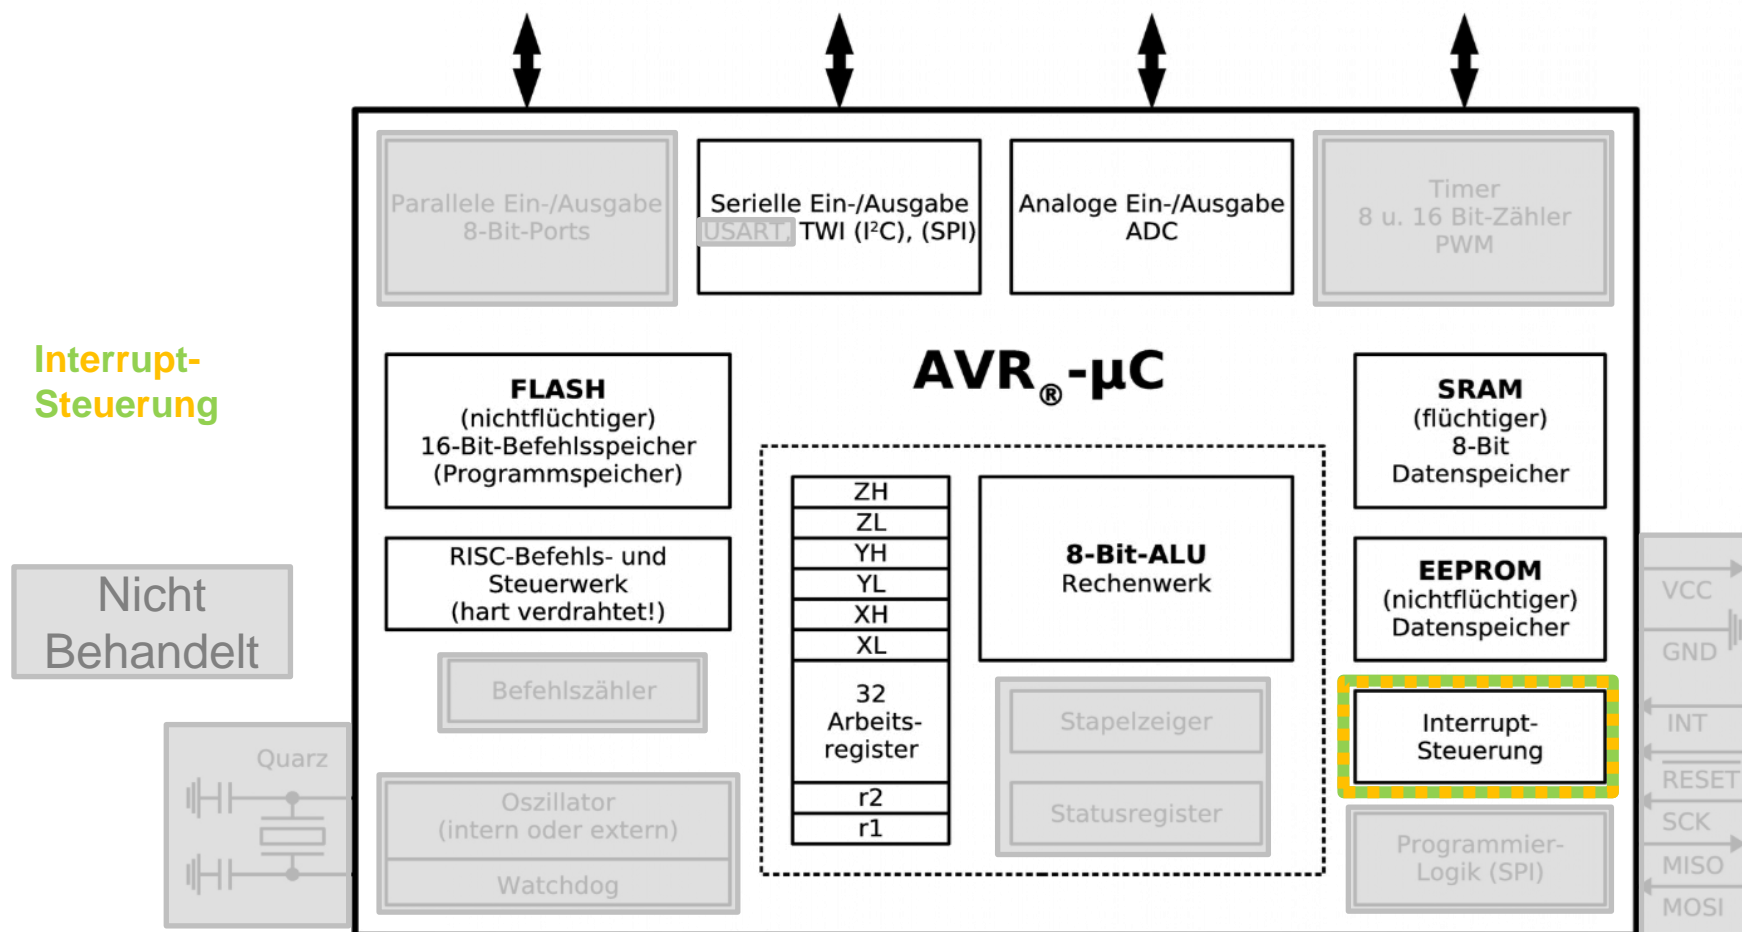 Parallele Ein-/Ausgabe
8-Bit-Ports
Serielle Ein-/Ausgabe
USART, TWI (I²C), (SPI)
Analoge Ein-/Ausgabe
ADC
Timer
8 u. 16 Bit-Zähler
PWM
Interrupt-
Steuerung
FLASH
(nichtflüchtiger)
16-Bit-Befehlsspeicher
(Programmspeicher)
AVR®-µC
SRAM
(flüchtiger)
8-Bit
Datenspeicher
RISC-Befehls- und
Steuerwerk
(hart verdrahtet!)
ZH
ZL
YH
YL
XH
XL
32
Arbeits-
register
r2
r1
8-Bit-ALU
Rechenwerk
EEPROM
(nichtflüchtiger)
Datenspeicher
Nicht
Behandelt
Befehlszähler
Stapelzeiger
Statusregister
Interrupt-
Steuerung
Quarz
Oszillator
(intern oder extern)
Watchdog
Programmier-
Logik (SPI)
VCC
GND
INT
RESET
SCK
MISO
MOSI